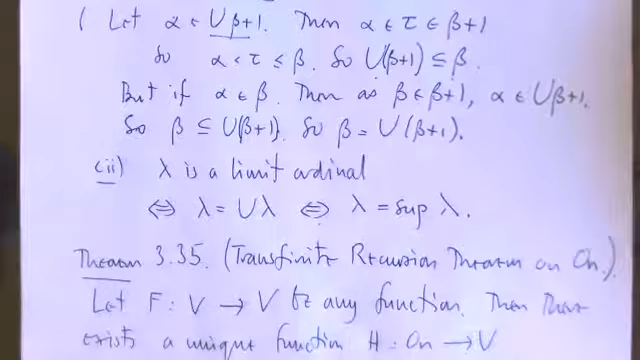 ( Let α ∈ ∪β+1. Then α ∈ τ ∈ β+1
So α < τ ≤ β. So ∪(β+1) ⊆ β.
But if α ∈ β. Then as β ∈ β+1, α ∈ ∪β+1.
So β ⊆ ∪(β+1). So β = ∪(β+1).
(ii) λ is a limit ordinal
⇔ λ = ∪λ ⇔ λ = sup λ.
Theorem 3.35. (Transfinite Recursion Theorem on On.)
Let F : V → V be any function. Then there
exists a unique function H : On → V